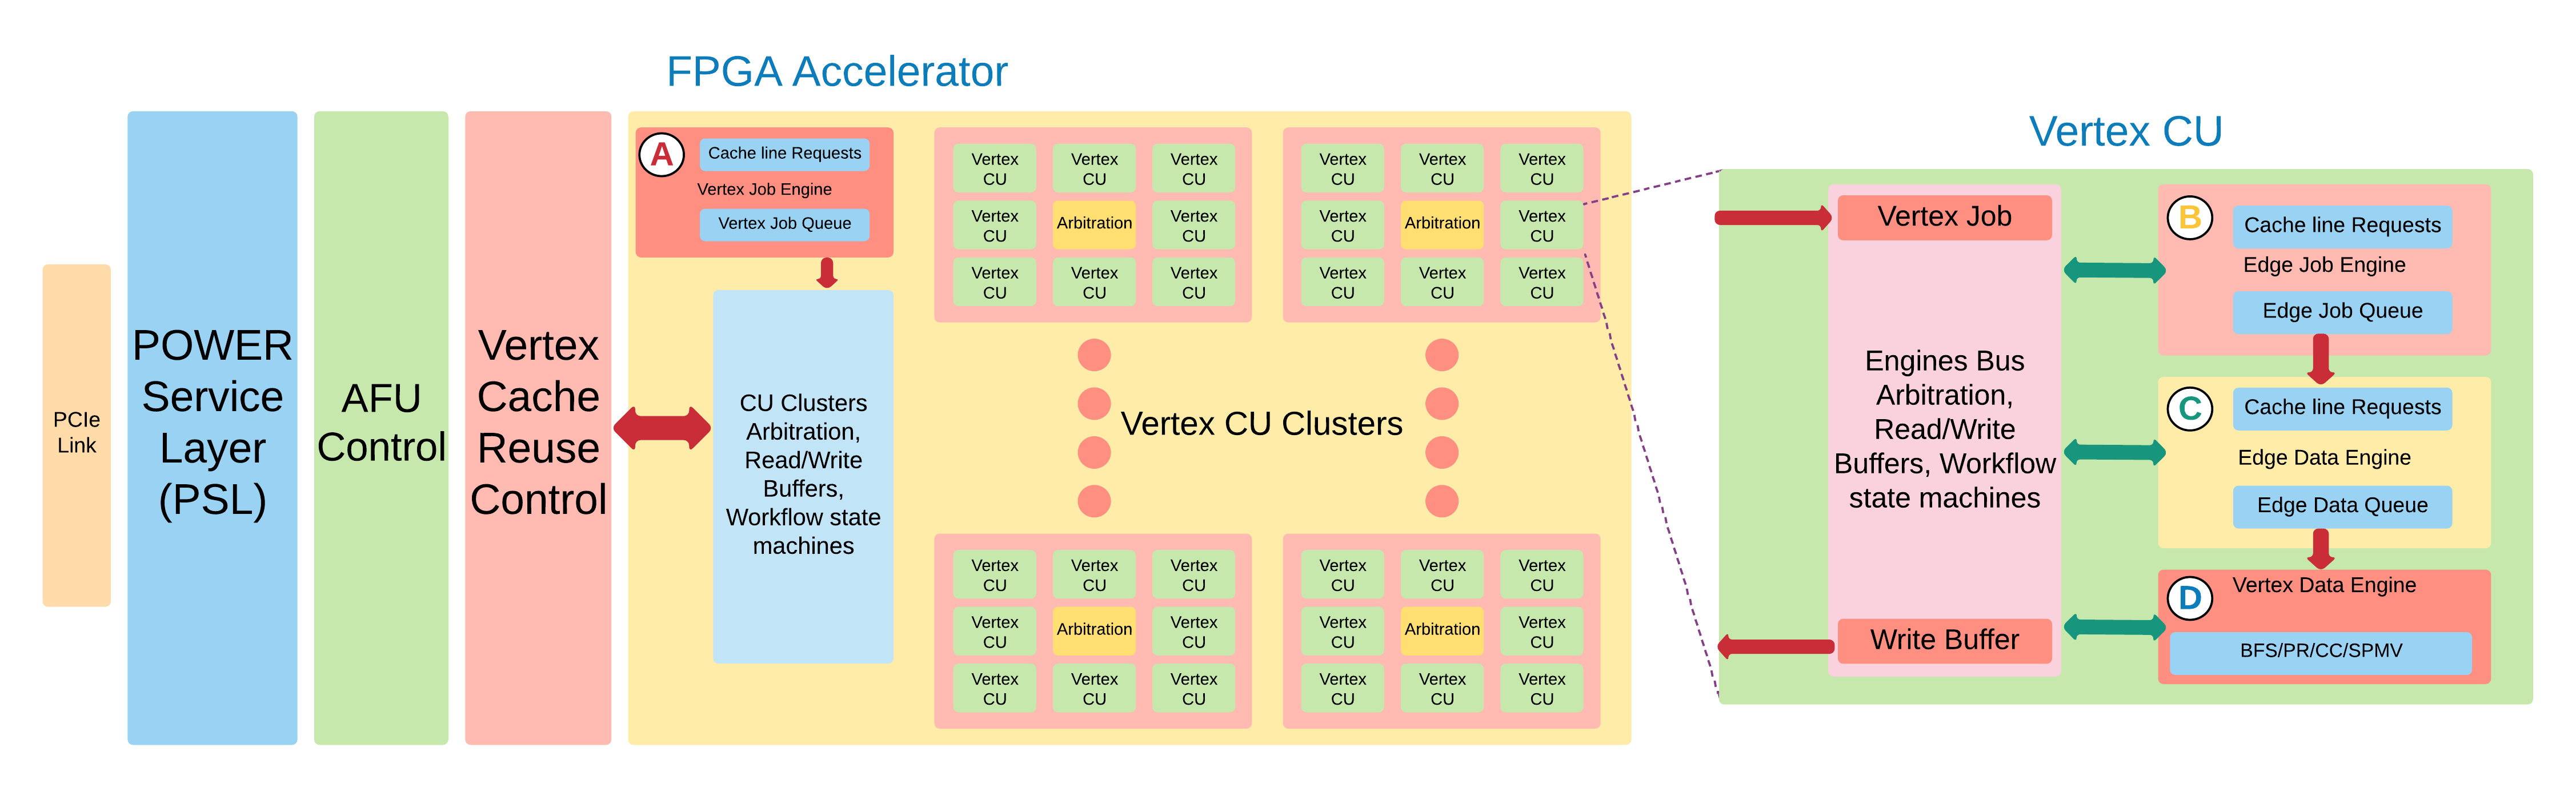 FPGA Accelerator
PCIe
Link
POWER
Service
Layer
(PSL)
AFU
Control
Vertex
Cache
Reuse
Control
A
Cache line Requests
Vertex Job Engine
Vertex Job Queue
CU Clusters
Arbitration,
Read/Write
Buffers,
Workflow state
machines
Vertex CU
Vertex CU
Vertex CU
Vertex CU
Arbitration
Vertex CU
Vertex CU
Vertex CU
Vertex CU
Vertex CU
Vertex CU
Vertex CU
Vertex CU
Arbitration
Vertex CU
Vertex CU
Vertex CU
Vertex CU
Vertex CU Clusters
Vertex CU
Vertex CU
Vertex CU
Vertex CU
Arbitration
Vertex CU
Vertex CU
Vertex CU
Vertex CU
Vertex CU
Vertex CU
Vertex CU
Vertex CU
Arbitration
Vertex CU
Vertex CU
Vertex CU
Vertex CU
Vertex CU
Vertex Job
Engines Bus
Arbitration,
Read/Write
Buffers, Workflow
state machines
Write Buffer
B
Cache line Requests
Edge Job Engine
Edge Job Queue
C
Cache line Requests
Edge Data Engine
Edge Data Queue
D
Vertex Data Engine
BFS/PR/CC/SPMV